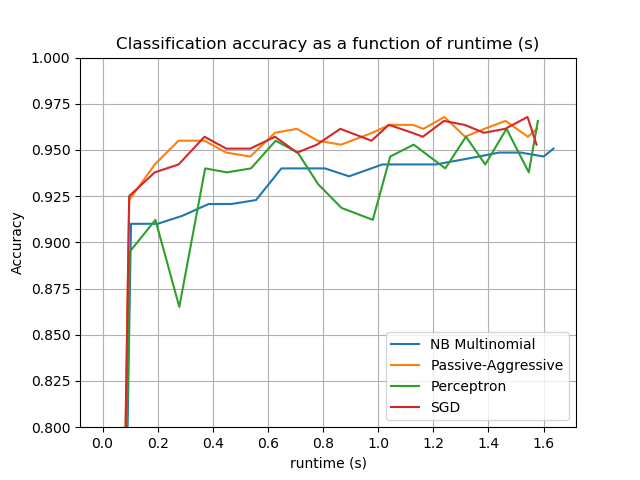 Classification accuracy as a function of runtime (s)
1.000
0.975
0.950
0.925
0.900
0.875
0.850
0.825
0.800
Accuracy
NB Multinomial
Passive-Aggressive
Perceptron
SGD
0.0 0.2 0.4 0.6 0.8 1.0 1.2 1.4 1.6
runtime (s)